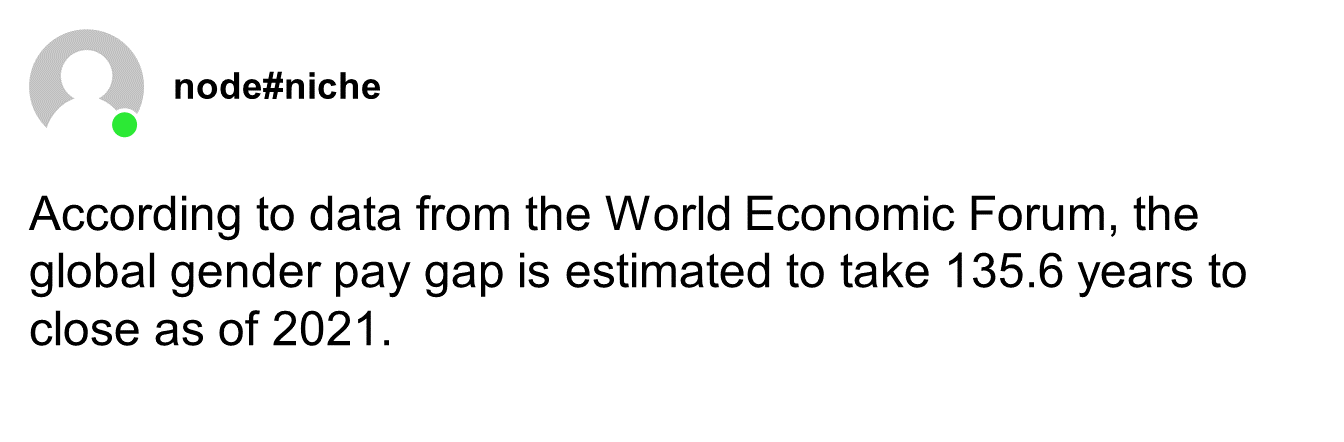 node#niche
According to data from the World Economic Forum, the
global gender pay gap is estimated to take 135.6 years to
close as of 2021.